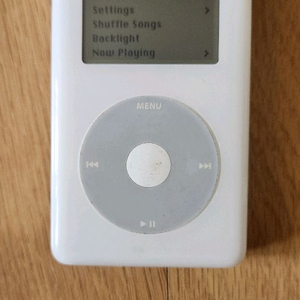 Settings >
Shuffle Songs
Backlight
Now Playing >
MENU